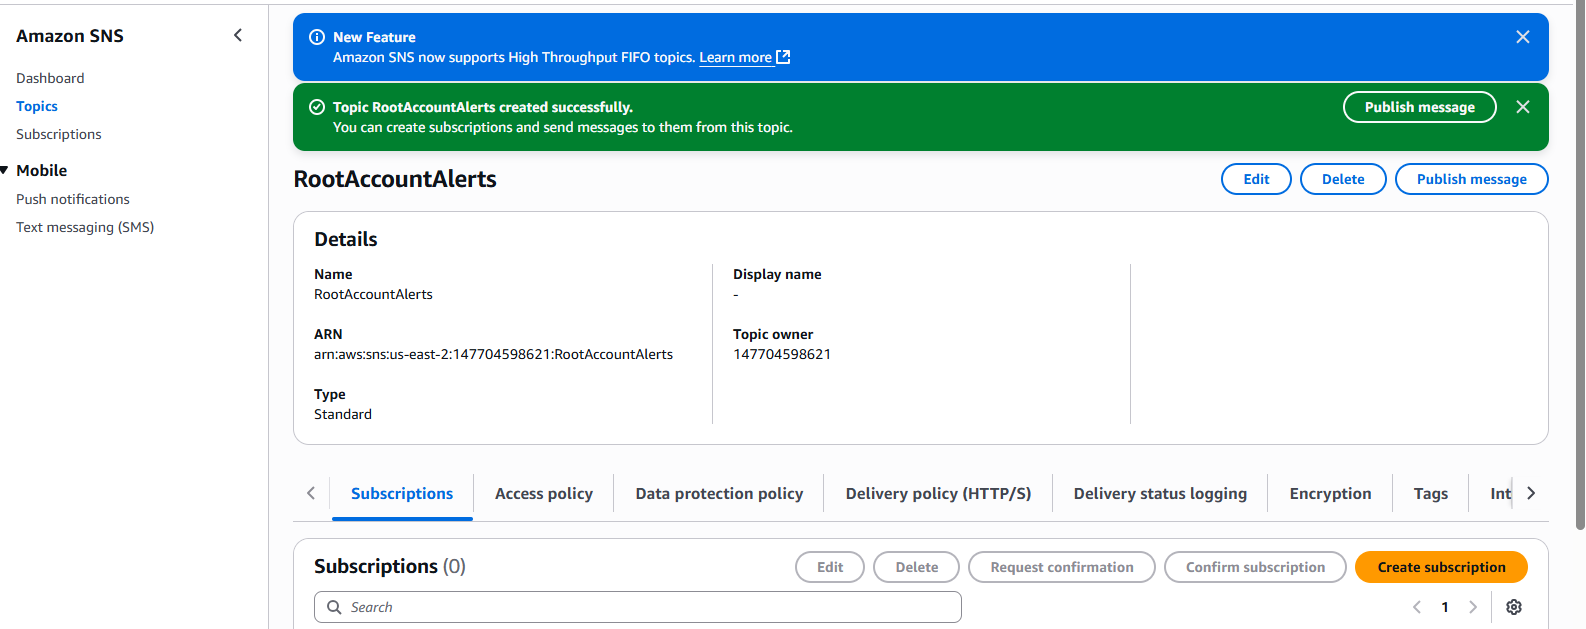 Amazon SNS
Dashboard
Topics
Subscriptions
Mobile
Push notifications
Text messaging (SMS)
New Feature
Amazon SNS now supports High Throughput FIFO topics. Learn more
Topic RootAccountAlerts created successfully.
You can create subscriptions and send messages to them from this topic.
Publish message
RootAccountAlerts
Edit
Delete
Publish message
Details
Name
RootAccountAlerts
ARN
arn:aws:sns:us-east-2:147704598621:RootAccountAlerts
Type
Standard
Display name
-
Topic owner
147704598621
Subscriptions
Access policy
Data protection policy
Delivery policy (HTTP/S)
Delivery status logging
Encryption
Tags
Int
Subscriptions (0)
Edit
Delete
Request confirmation
Confirm subscription
Create subscription
Search
1